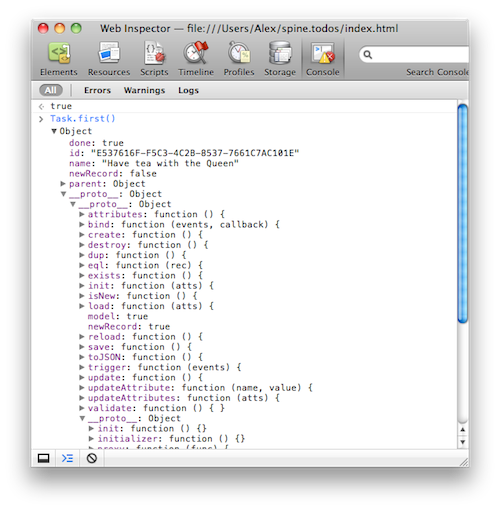 Web Inspector — file:///Users/Alex/spine.todos/index.html
Elements Resources Scripts Timeline Profiles Storage Console Search Console
All Errors Warnings Logs
true
Task.first()
Object
done: true
id: "E537616F-F5C3-4C2B-8537-7661C7AC101E"
name: "Have tea with the Queen"
newRecord: false
parent: Object
__proto__: Object
__proto__: Object
attributes: function () {
bind: function (events, callback) {
create: function () {
destroy: function () {
dup: function () {
eql: function (rec) {
exists: function () {
init: function (atts) {
isNew: function () {
load: function (atts) {
model: true
newRecord: true
reload: function () {
save: function () {
toJSON: function () {
trigger: function (events) {
update: function () {
updateAttribute: function (name, value) {
updateAttributes: function (atts) {
validate: function () { }
__proto__: Object
init: function () {}
initializer: function () {}
proxy: function (func) {